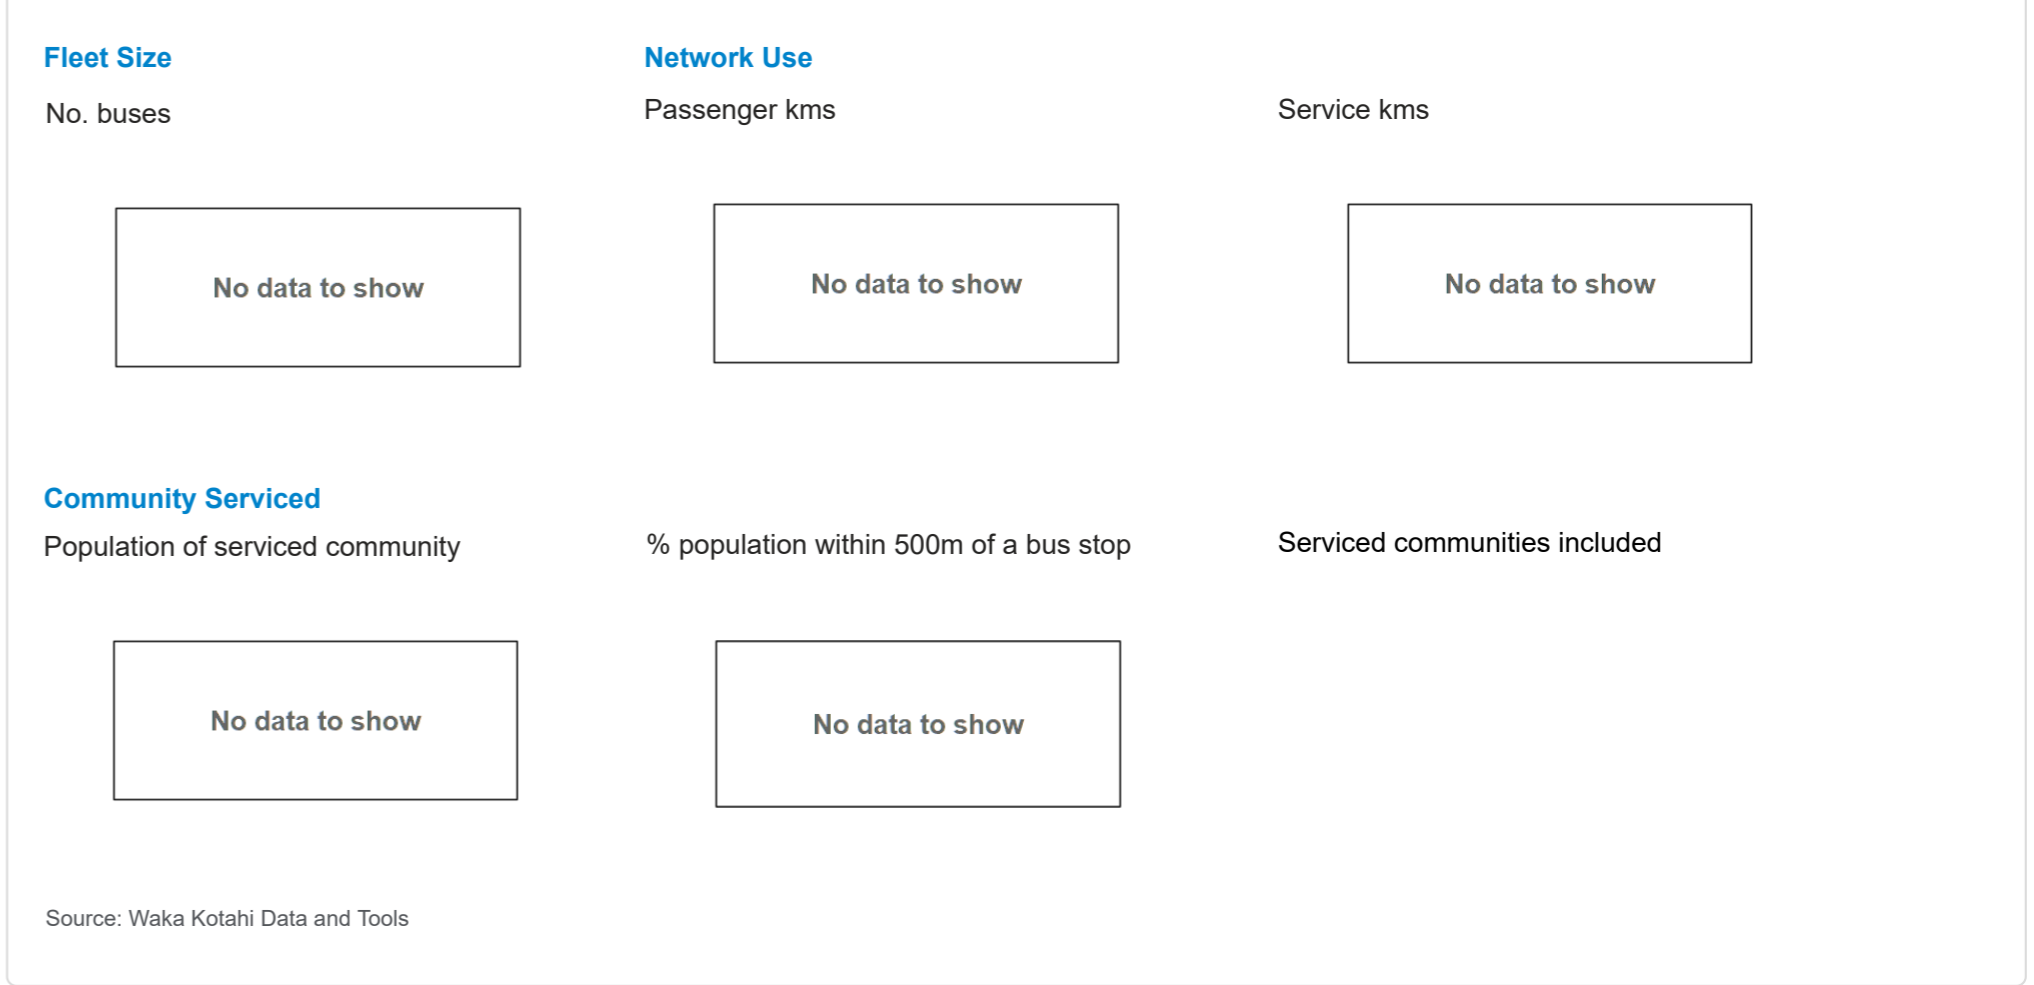 Fleet Size
No. buses
No data to show
Network Use
Passenger kms
No data to show
Service kms
No data to show
Community Serviced
Population of serviced community
No data to show
% population within 500m of a bus stop
No data to show
Serviced communities included
Source: Waka Kotahi Data and Tools